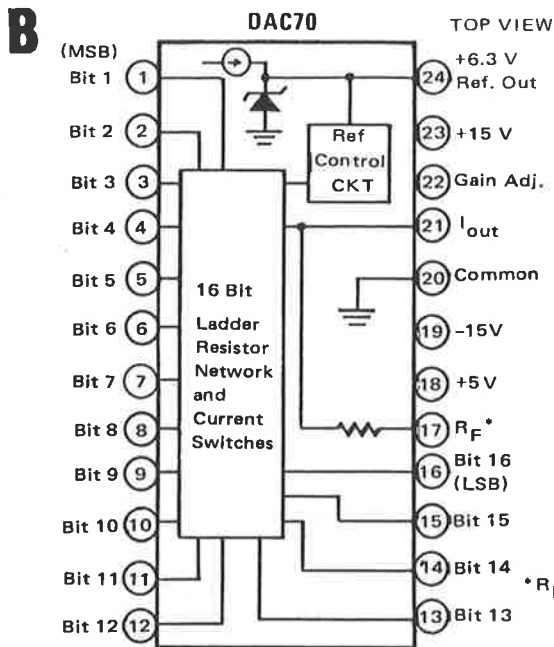 B
DAC70
TOP VIEW
(MSB)
Bit 1 1
Bit 2 2
Bit 3 3
Bit 4 4
Bit 5 5
Bit 6 6
Bit 7 7
Bit 8 8
Bit 9 9
Bit 10 10
Bit 11 11
Bit 12 12
Ref
Control
CKT
16 Bit
Ladder
Resistor
Network
and
Current
Switches
24 +6.3 V
Ref. Out
23 +15 V
22 Gain Adj.
21 Iout
20 Common
19 -15V
18 +5V
17 RF*
16 Bit 16
(LSB)
15 Bit 15
14 Bit 14
*R
13 Bit 13